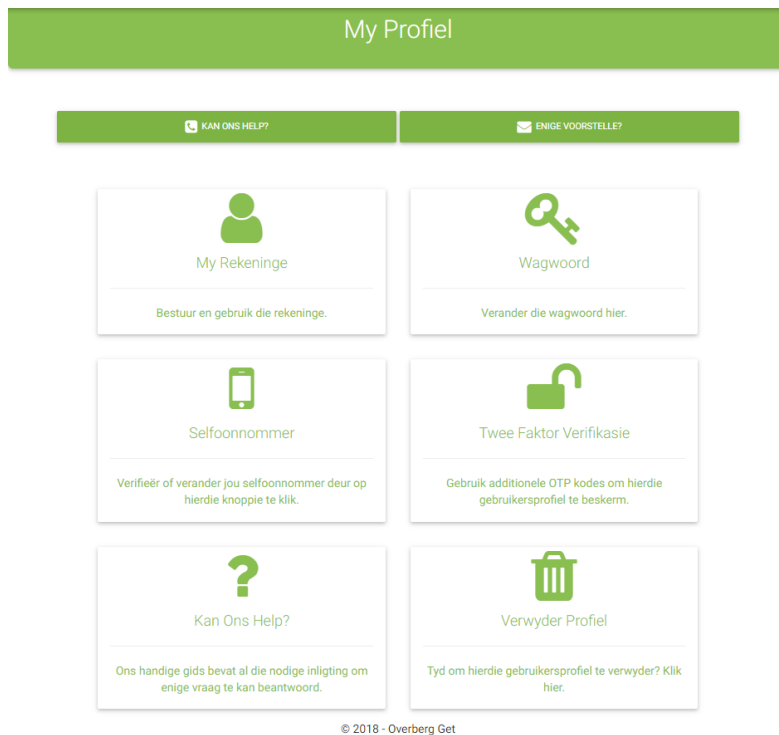 My Profiel
KAN ONS HELP?
ENIGE VOORSTELLE?
My Rekeninge
Bestuur en gebruik die rekeninge.
Wagwoord
Verander die wagwoord hier.
Selfoonnommer
Verifieër of verander jou selfoonnommer deur op
hierdie knoppie te klik.
Twee Faktor Verifikasie
Gebruik additionele OTP kodes om hierdie
gebruikersprofiel te beskerm.
Kan Ons Help?
Ons handige gids bevat al die nodige inligting om
enige vraag te kan beantwoord.
Verwyder Profiel
Tyd om hierdie gebruikersprofiel te verwyder? Klik
hier.
© 2018 - Overberg Get